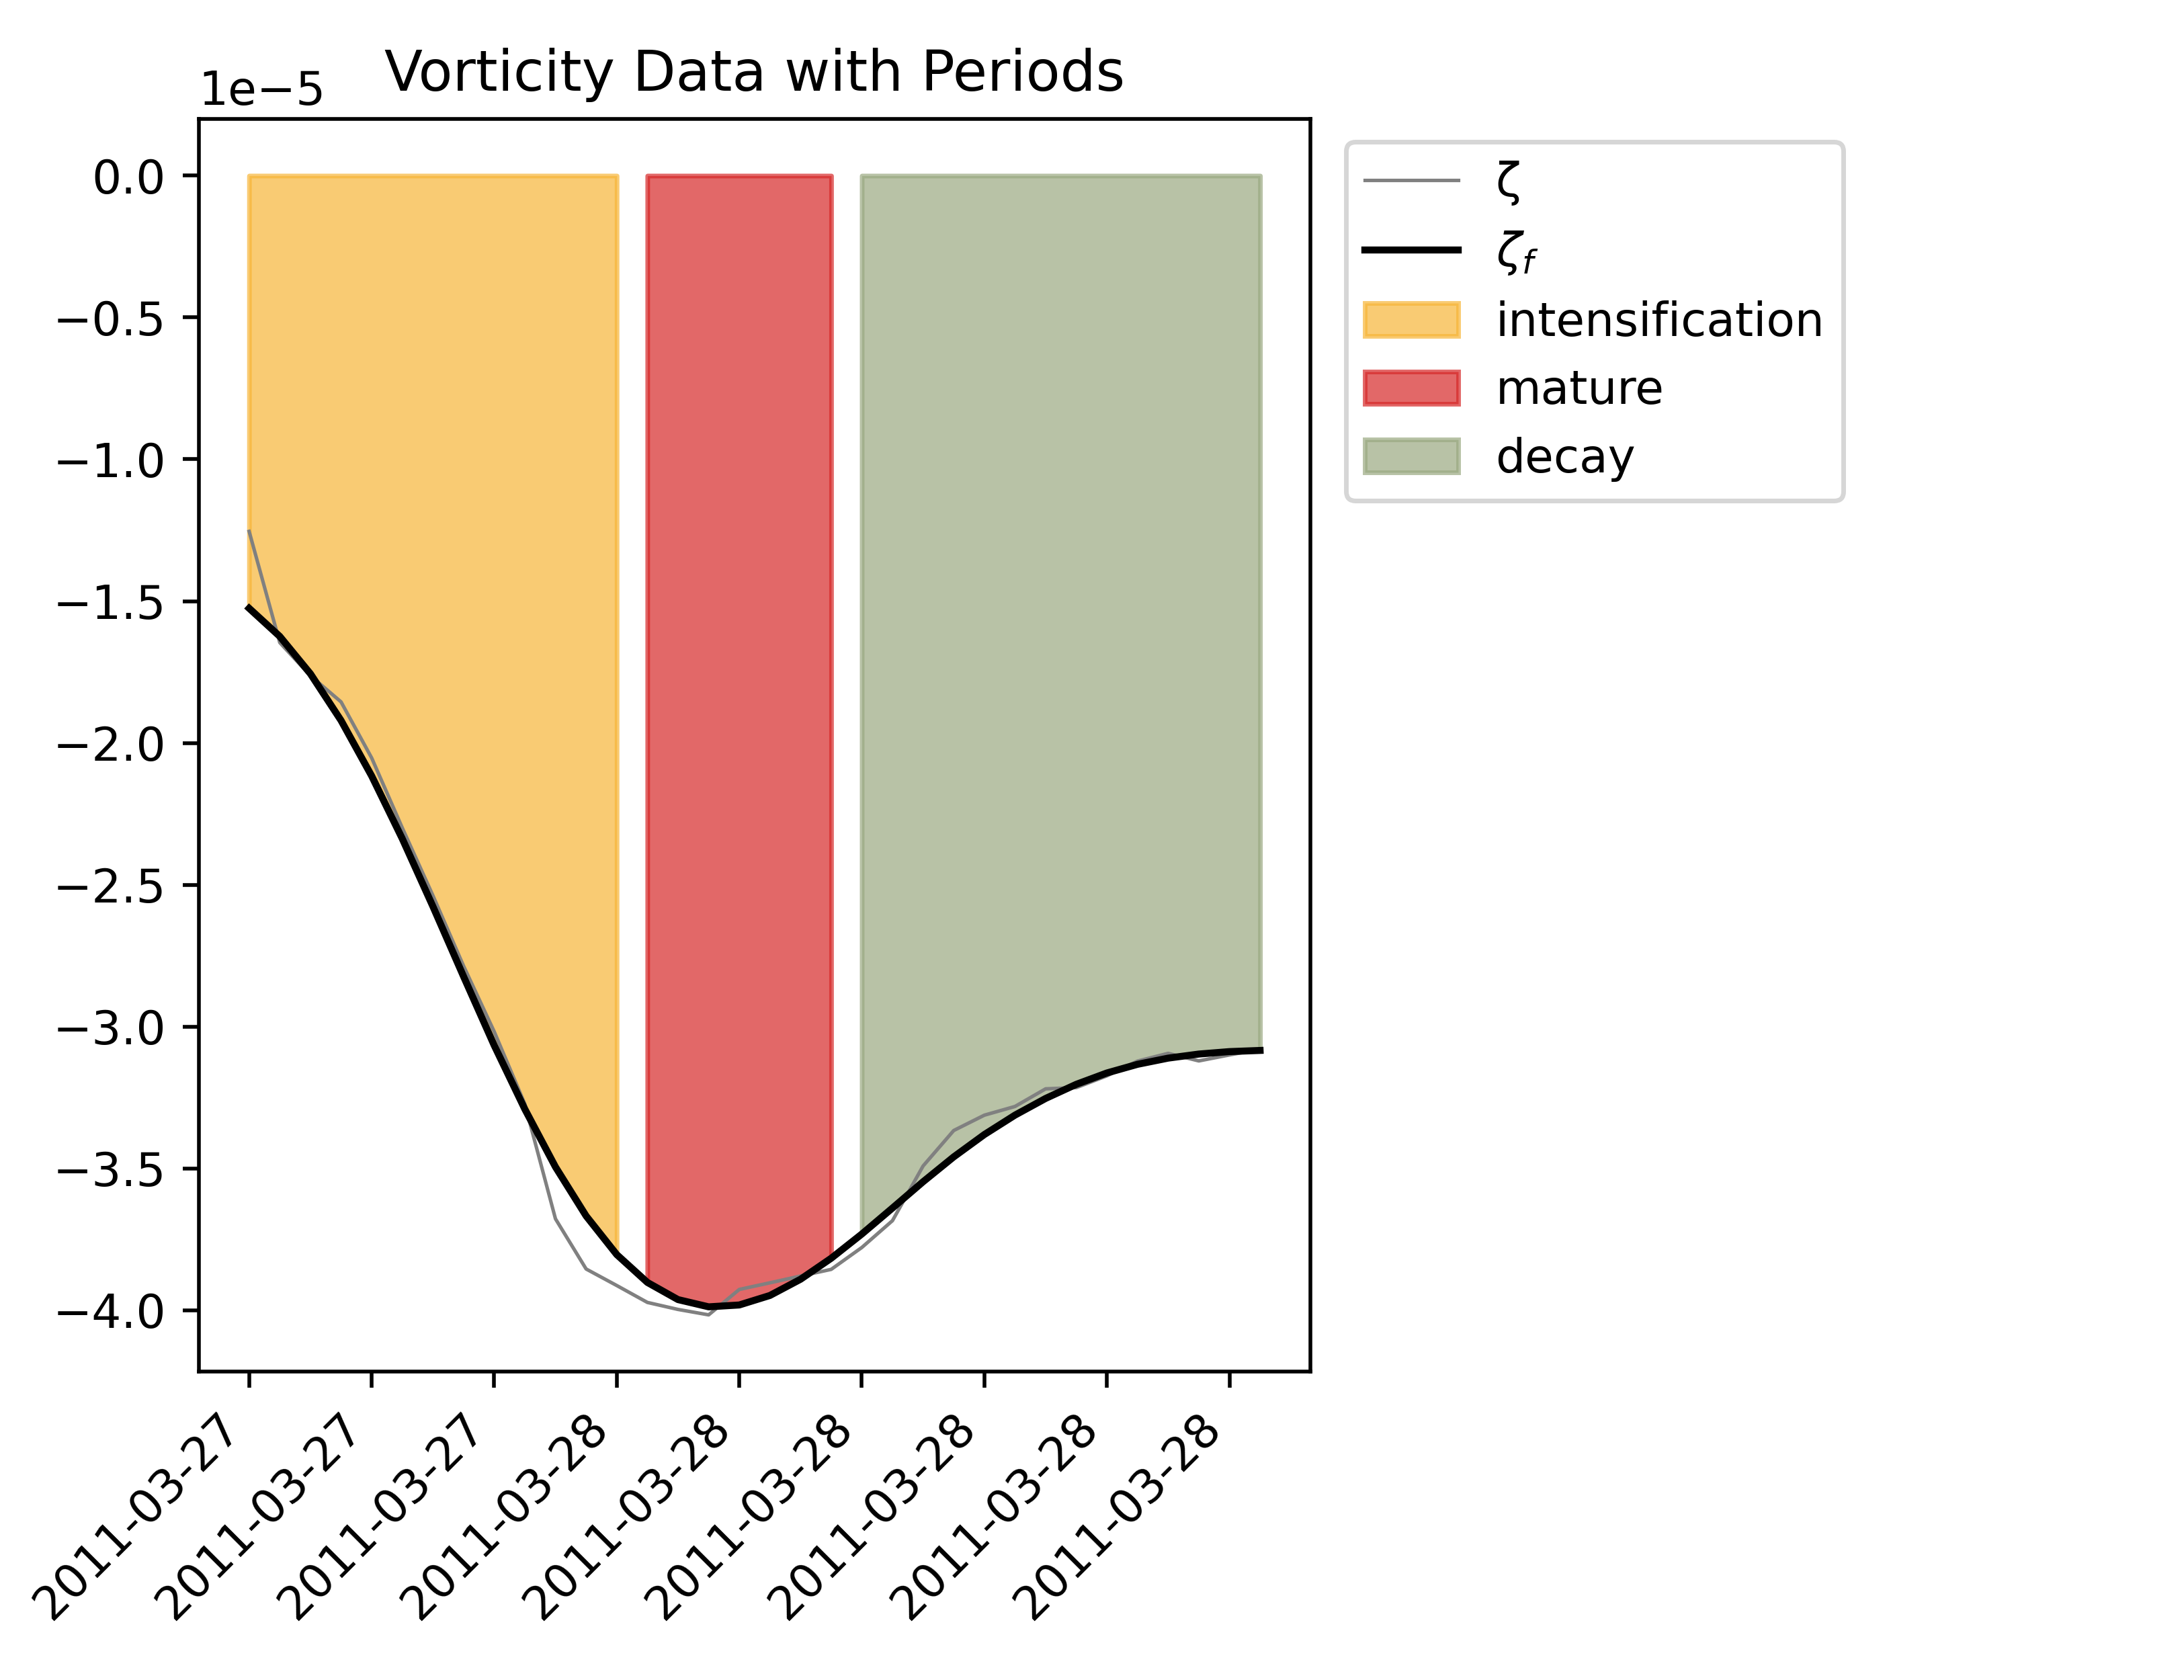 Vorticity Data with Periods
1e−5
0.0
−0.5
−1.0
−1.5
−2.0
−2.5
−3.0
−3.5
−4.0
2011-03-27
2011-03-27
2011-03-27
2011-03-28
2011-03-28
2011-03-28
2011-03-28
2011-03-28
2011-03-28
ζ
ζf
intensification
mature
decay